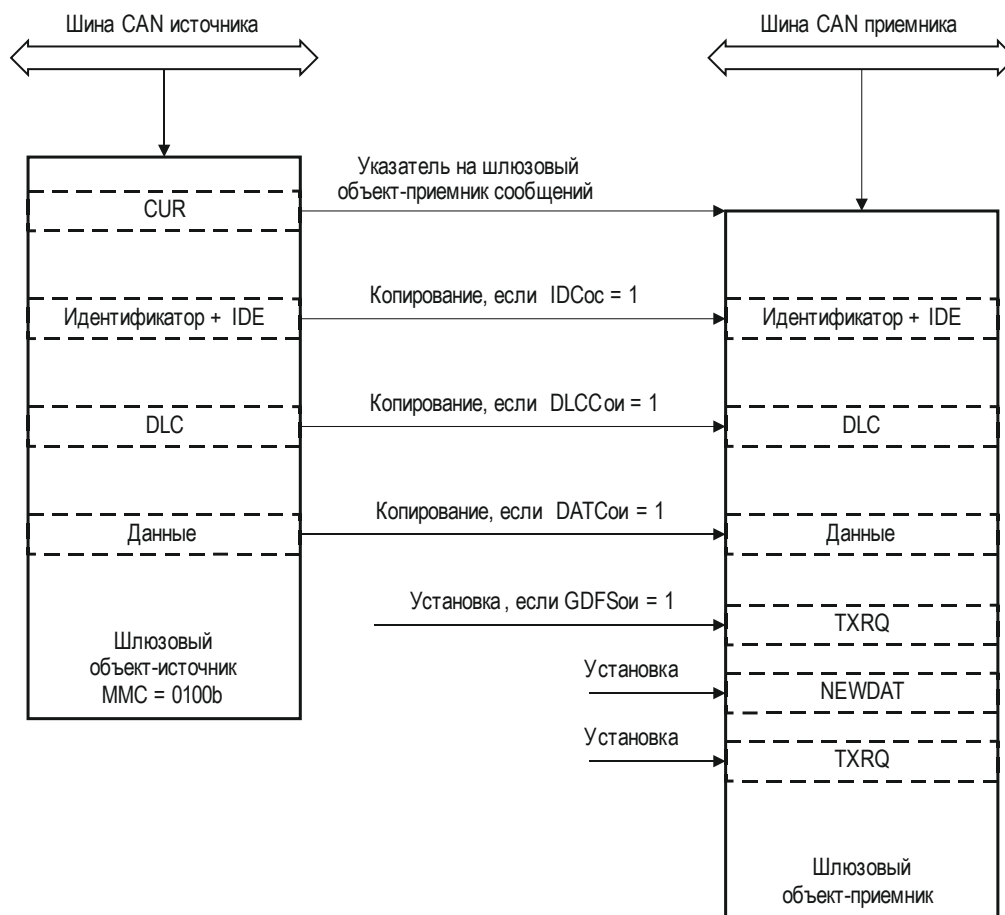 Шина CAN источника
Шина CAN приемника
Указатель на шлюзовый
объект-приемник сообщений
CUR
Копирование, если IDCос = 1
Идентификатор + IDE
Идентификатор + IDE
Копирование, если DLCCои = 1
DLC
DLC
Копирование, если DATCои = 1
Данные
Данные
Установка , если GDFSои = 1
TXRQ
Шлюзовый
объект-источник
MMC = 0100b
Установка
NEWDAT
Установка
TXRQ
Шлюзовый
объект-приемник